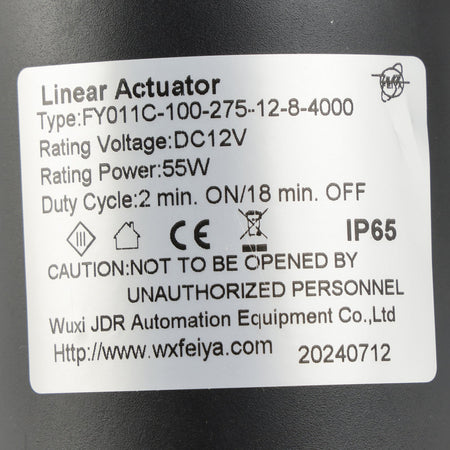 Linear Actuator
Type:FY011C-100-275-12-8-4000
Rating Voltage:DC12V
Rating Power:55W
Duty Cycle:2 min. ON/18 min. OFF
III CE IP65
CAUTION:NOT TO BE OPENED BY
UNAUTHORIZED PERSONNEL
Wuxi JDR Automation Equipment Co.,Ltd
Http://www.wxfeiya.com 20240712